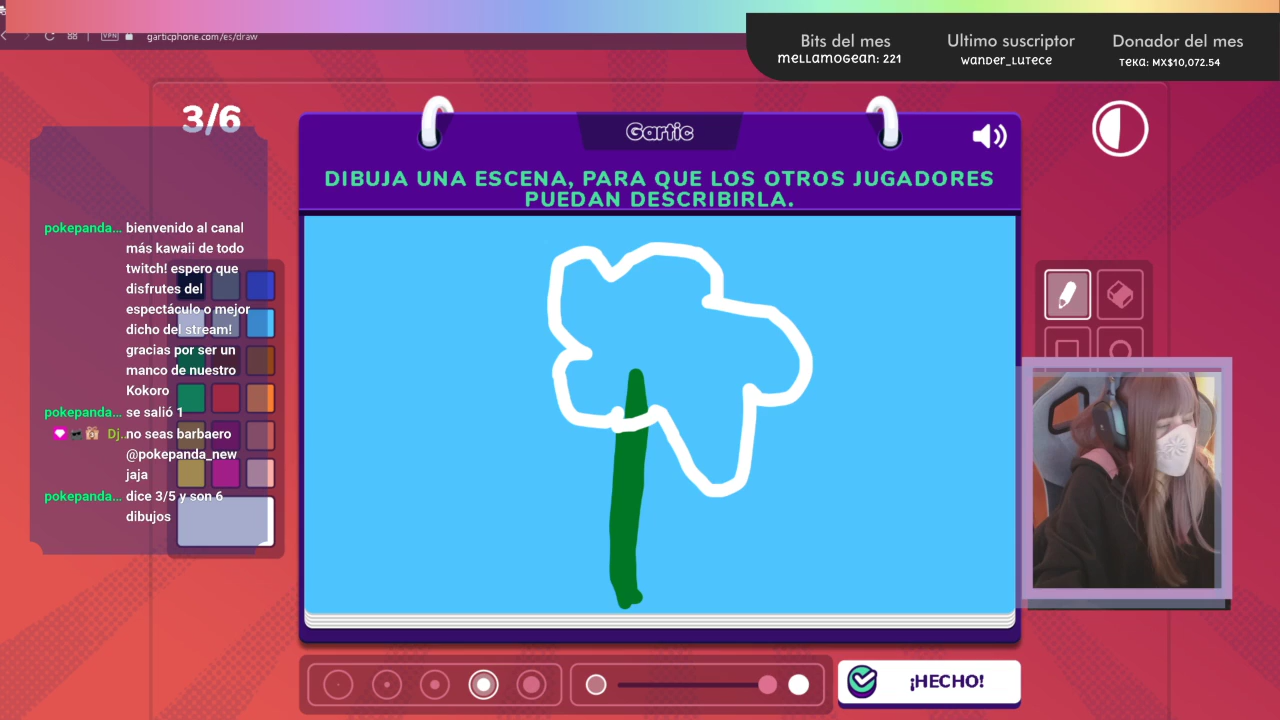 garticphone.com/es/draw
VPN
Bits del mes
mellamogean: 221
Ultimo suscriptor
wander_lutece
Donador del mes
Teka: MX$10,072.54
3/6
Gartic
DIBUJA UNA ESCENA, PARA QUE LOS OTROS JUGADORES
PUEDAN DESCRIBIRLA.
pokepanda... bienvenido al canal
más kawaii de todo
twitch! espero que
disfrutes del
espectáculo o mejor
dicho del stream!
gracias por ser un
manco de nuestro
Kokoro
pokepanda... se salió 1
Dj... no seas barbaero
@pokepanda_new
jaja
pokepanda... dice 3/5 y son 6
dibujos
¡HECHO!